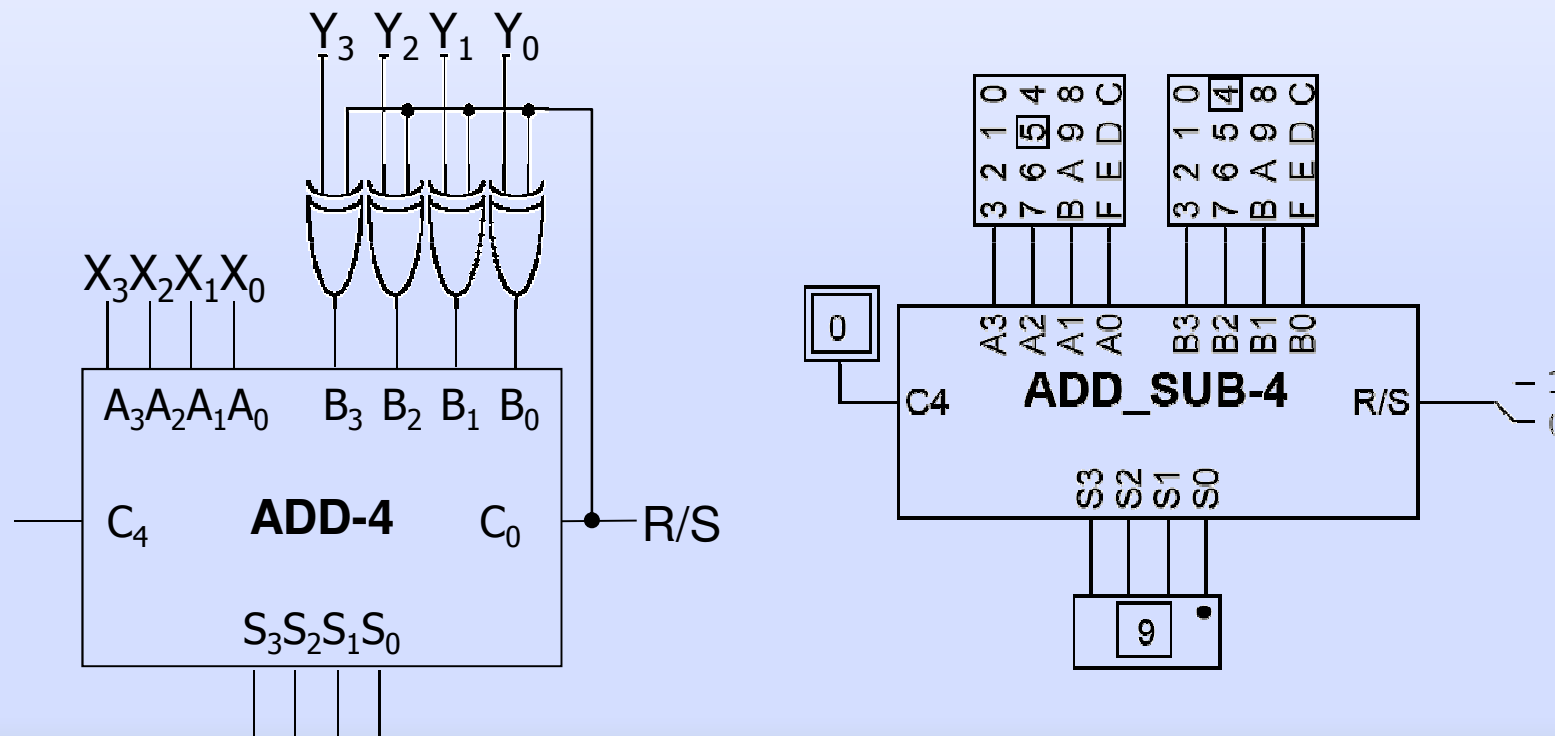 Y3 Y2 Y1 Y0
X3X2X1X0
A3A2A1A0 B3 B2 B1 B0
C4 ADD-4 C0 R/S
S3S2S1S0
0 4 8 C
1 5 9 D
2 6 A E
3 7 B F
0 4 8 C
1 5 9 D
2 6 A E
3 7 B F
0
A3 A2 A1 A0 B3 B2 B1 B0
C4 ADD_SUB-4 R/S
S3 S2 S1 S0
9